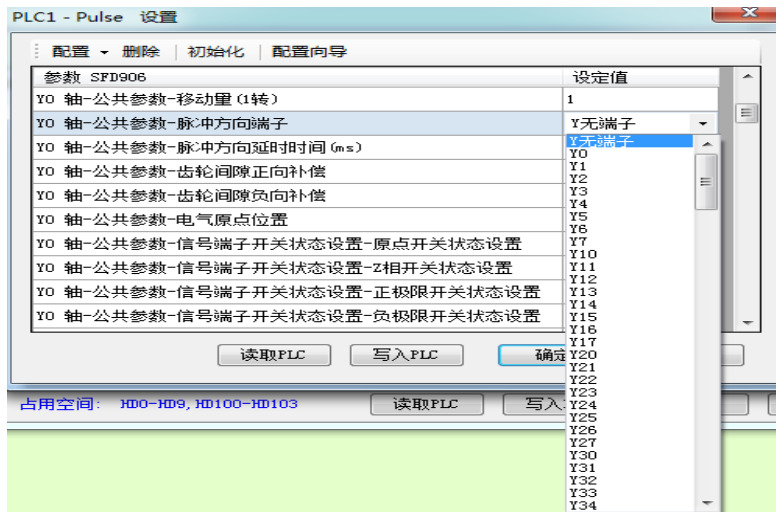 PLC1 - Pulse 设置
配置 删除 初始化 配置向导
参数 SFD906 设定值
Y0 轴-公共参数-移动量(1转) 1
Y0 轴-公共参数-脉冲方向端子 Y无端子
Y0 轴-公共参数-脉冲方向延时时间(ms) Y无端子
Y0
Y0 轴-公共参数-齿轮间隙正向补偿 Y1
Y2
Y0 轴-公共参数-齿轮间隙负向补偿 Y3
Y4
Y0 轴-公共参数-电气原点位置 Y5
Y6
Y0 轴-公共参数-信号端子开关状态设置-原点开关状态设置 Y7
Y10
Y0 轴-公共参数-信号端子开关状态设置-Z相开关状态设置 Y11
Y12
Y0 轴-公共参数-信号端子开关状态设置-正极限开关状态设置 Y13
Y14
Y0 轴-公共参数-信号端子开关状态设置-负极限开关状态设置 Y15
Y16
Y17
读取PLC 写入PLC 确定 Y20
Y21
Y22
Y23
占用空间: HD0-HD9,HD100-HD103 读取PLC 写入 Y24
Y25
Y26
Y27
Y30
Y31
Y32
Y33
Y34